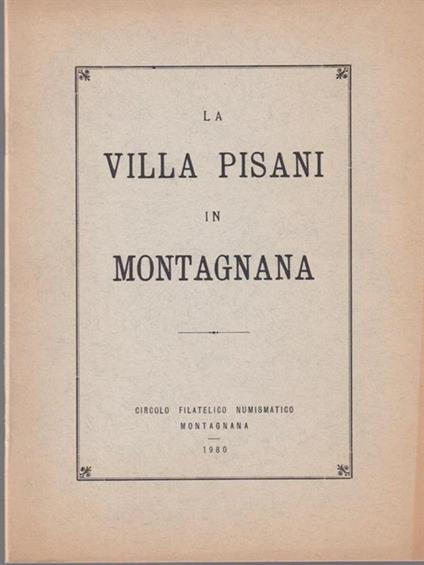 LA
VILLA PISANI
IN
MONTAGNANA
CIRCOLO FILATELICO NUMISMATICO
MONTAGNANA
1980